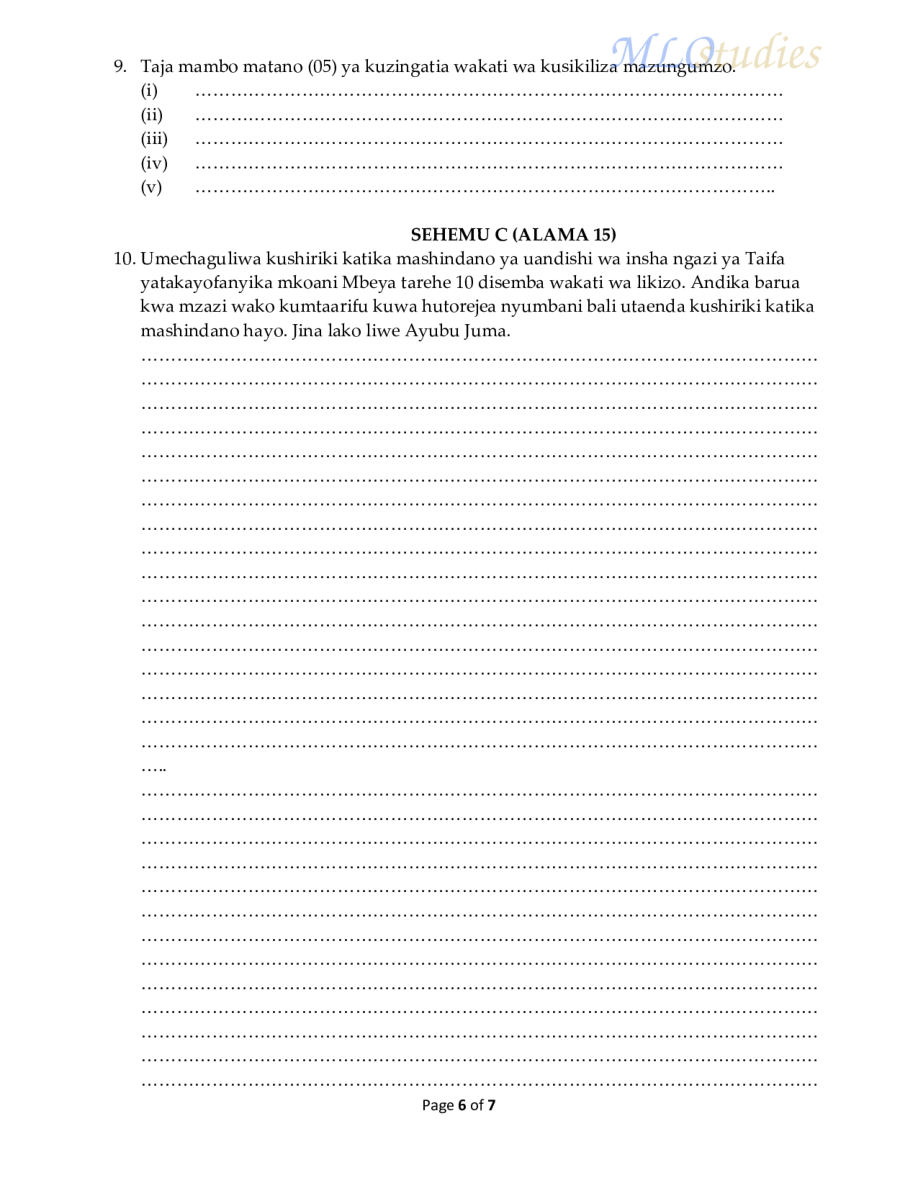 MLOstudies
9. Taja mambo matano (05) ya kuzingatia wakati wa kusikiliza mazungumzo.
(i) ………………………………………………………………………………………
(ii) ………………………………………………………………………………………
(iii) ………………………………………………………………………………………
(iv) ………………………………………………………………………………………
(v) ……………………………………………………………………………………..
SEHEMU C (ALAMA 15)
10. Umechaguliwa kushiriki katika mashindano ya uandishi wa insha ngazi ya Taifa
yatakayofanyika mkoani Mbeya tarehe 10 disemba wakati wa likizo. Andika barua
kwa mzazi wako kumtaarifu kuwa hutorejea nyumbani bali utaenda kushiriki katika
mashindano hayo. Jina lako liwe Ayubu Juma.
Page 6 of 7